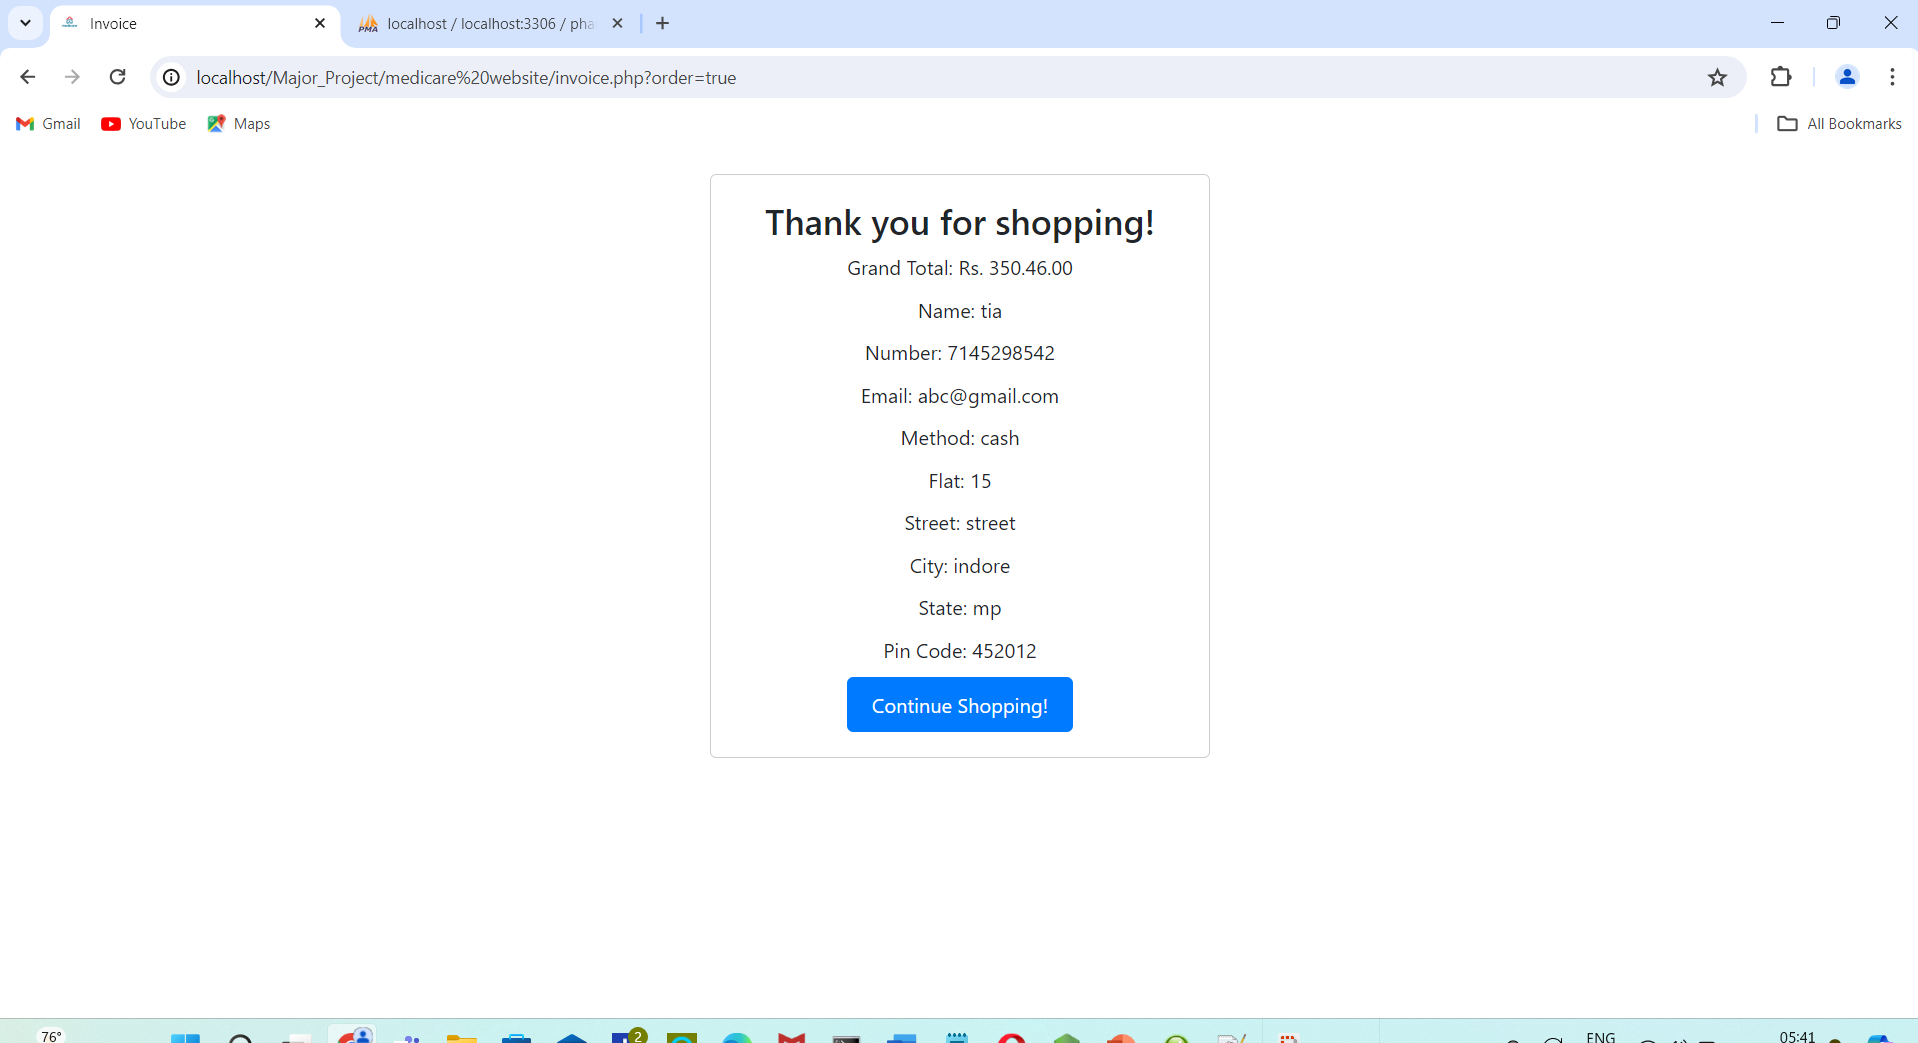 Invoice
PMA
localhost / localhost:3306 / pha
localhost/Major_Project/medicare%20website/invoice.php?order=true
Gmail
YouTube
Maps
All Bookmarks
Thank you for shopping!
Grand Total: Rs. 350.46.00
Name: tia
Number: 7145298542
Email: abc@gmail.com
Method: cash
Flat: 15
Street: street
City: indore
State: mp
Pin Code: 452012
Continue Shopping!
76°
2
ENG
05:41